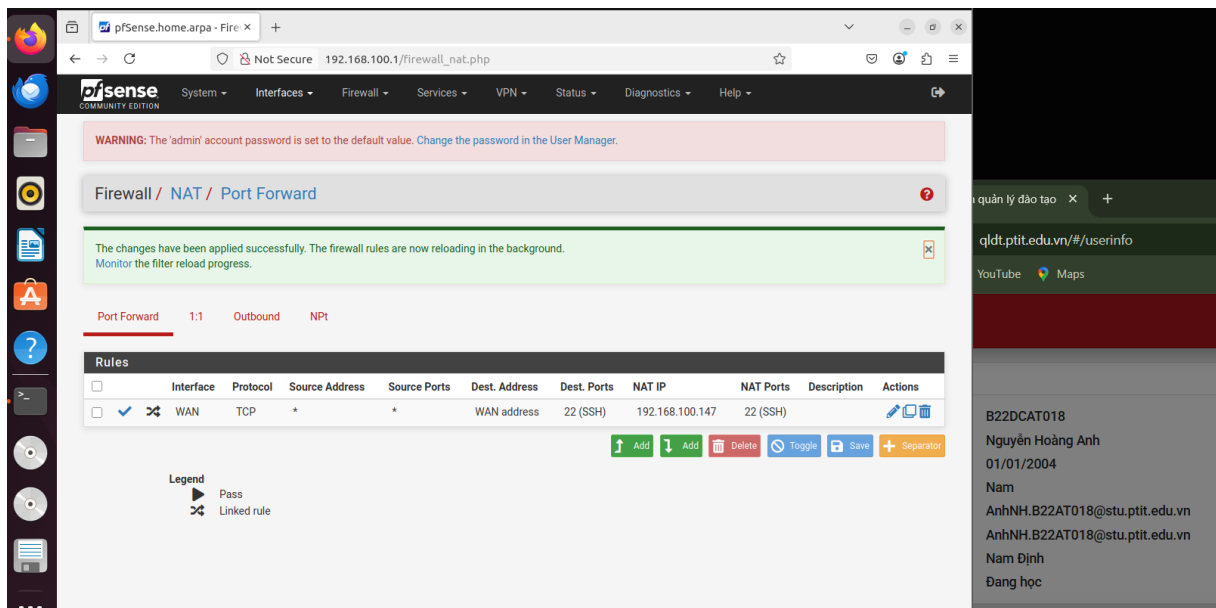 pfSense.home.arpa - Fire
Not Secure 192.168.100.1/firewall_nat.php
pfsense
COMMUNITY EDITION
System Interfaces Firewall Services VPN Status Diagnostics Help
WARNING: The 'admin' account password is set to the default value. Change the password in the User Manager.
Firewall / NAT / Port Forward
The changes have been applied successfully. The firewall rules are now reloading in the background.
Monitor the filter reload progress.
Port Forward 1:1 Outbound NPt
Rules
Interface Protocol Source Address Source Ports Dest. Address Dest. Ports NAT IP NAT Ports Description Actions
WAN TCP * * WAN address 22 (SSH) 192.168.100.147 22 (SSH)
Add Add Delete Toggle Save Separator
Legend
Pass
Linked rule
quản lý đào tạo
qldt.ptit.edu.vn/#/userinfo
YouTube Maps
B22DCAT018
Nguyễn Hoàng Anh
01/01/2004
Nam
AnhNH.B22AT018@stu.ptit.edu.vn
AnhNH.B22AT018@stu.ptit.edu.vn
Nam Định
Đang học